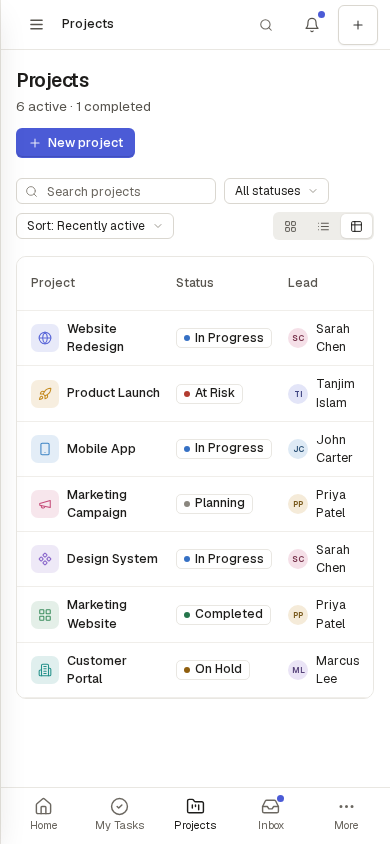 Projects
Projects
6 active · 1 completed
New project
Search projects
All statuses
Sort: Recently active
Project Status Lead
Website Redesign In Progress SC Sarah Chen
Product Launch At Risk TI Tanjim Islam
Mobile App In Progress JC John Carter
Marketing Campaign Planning PP Priya Patel
Design System In Progress SC Sarah Chen
Marketing Website Completed PP Priya Patel
Customer Portal On Hold ML Marcus Lee
Home My Tasks Projects Inbox More